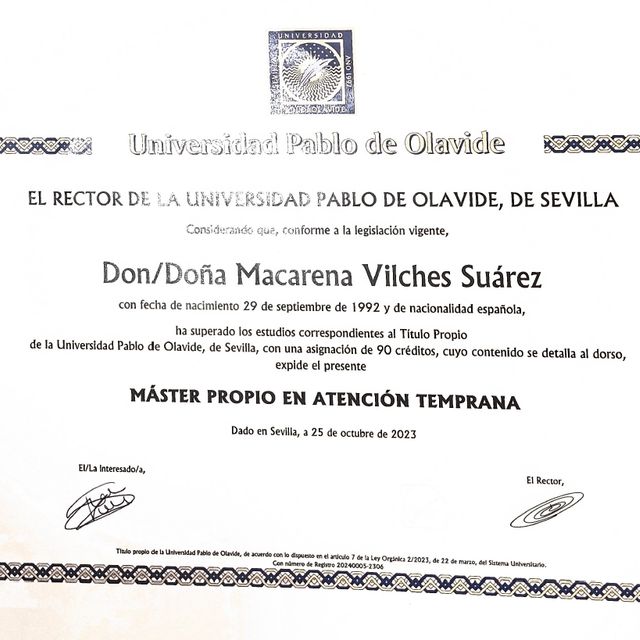 UNIVERSIDAD
AÑO 1997
Universidad Pablo de Olavide
EL RECTOR DE LA UNIVERSIDAD PABLO DE OLAVIDE, DE SEVILLA
Considerando que, conforme a la legislación vigente,
Don/Doña Macarena Vilches Suárez
con fecha de nacimiento 29 de septiembre de 1992 y de nacionalidad española,
ha superado los estudios correspondientes al Título Propio
de la Universidad Pablo de Olavide, de Sevilla, con una asignación de 90 créditos, cuyo contenido se detalla al dorso,
expide el presente
MÁSTER PROPIO EN ATENCIÓN TEMPRANA
Dado en Sevilla, a 25 de octubre de 2023
El/La Interesado/a,
El Rector,
Título propio de la Universidad Pablo de Olavide, de acuerdo con lo dispuesto en el artículo 7 de la Ley Orgánica 2/2023, de 22 de marzo, del Sistema Universitario.
Con número de Registro 20240005-2306